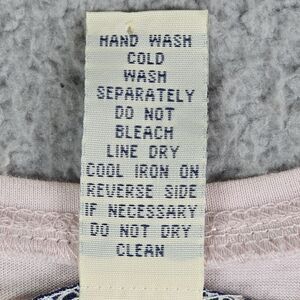 HAND WASH
COLD
WASH
SEPARATELY
DO NOT
BLEACH
LINE DRY
COOL IRON ON
REVERSE SIDE
IF NECESSARY
DO NOT DRY
CLEAN